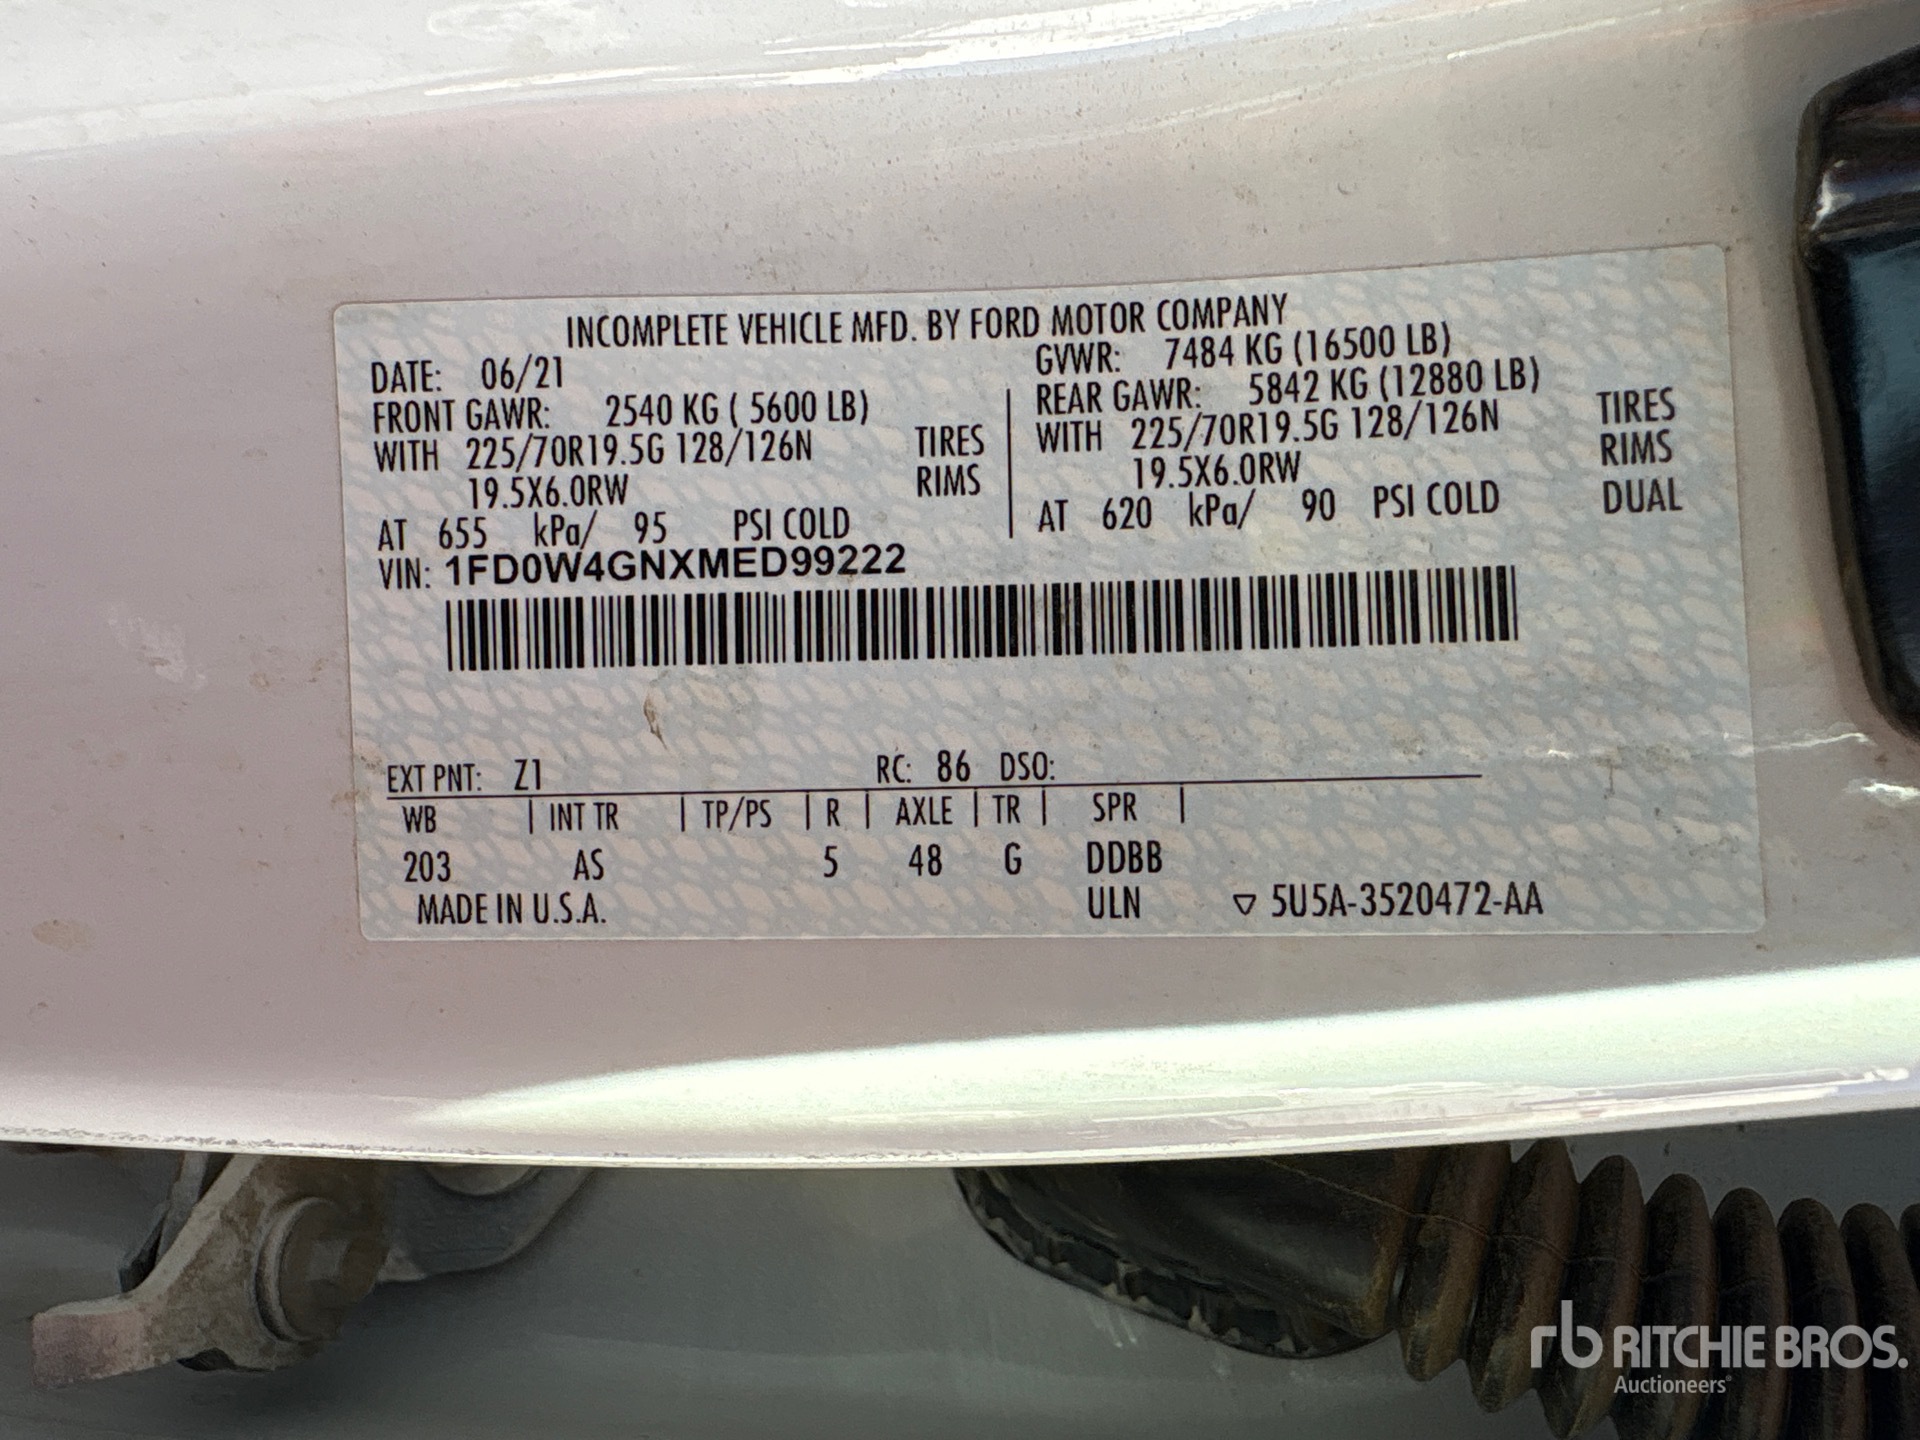 INCOMPLETE VEHICLE MFD. BY FORD MOTOR COMPANY
DATE: 06/21 GVWR: 7484 KG (16500 LB)
FRONT GAWR: 2540 KG ( 5600 LB) REAR GAWR: 5842 KG (12880 LB)
WITH 225/70R19.5G 128/126N TIRES WITH 225/70R19.5G 128/126N TIRES
19.5X6.0RW RIMS 19.5X6.0RW RIMS
AT 655 kPa/ 95 PSI COLD AT 620 kPa/ 90 PSI COLD DUAL
VIN: 1FD0W4GNXMED99222
EXT PNT: Z1 RC: 86 DSO:
WB | INT TR | TP/PS | R | AXLE | TR | SPR |
203 AS 5 48 G DDBB
MADE IN U.S.A. ULN ▽ 5U5A-3520472-AA
rb RITCHIE BROS.
Auctioneers®